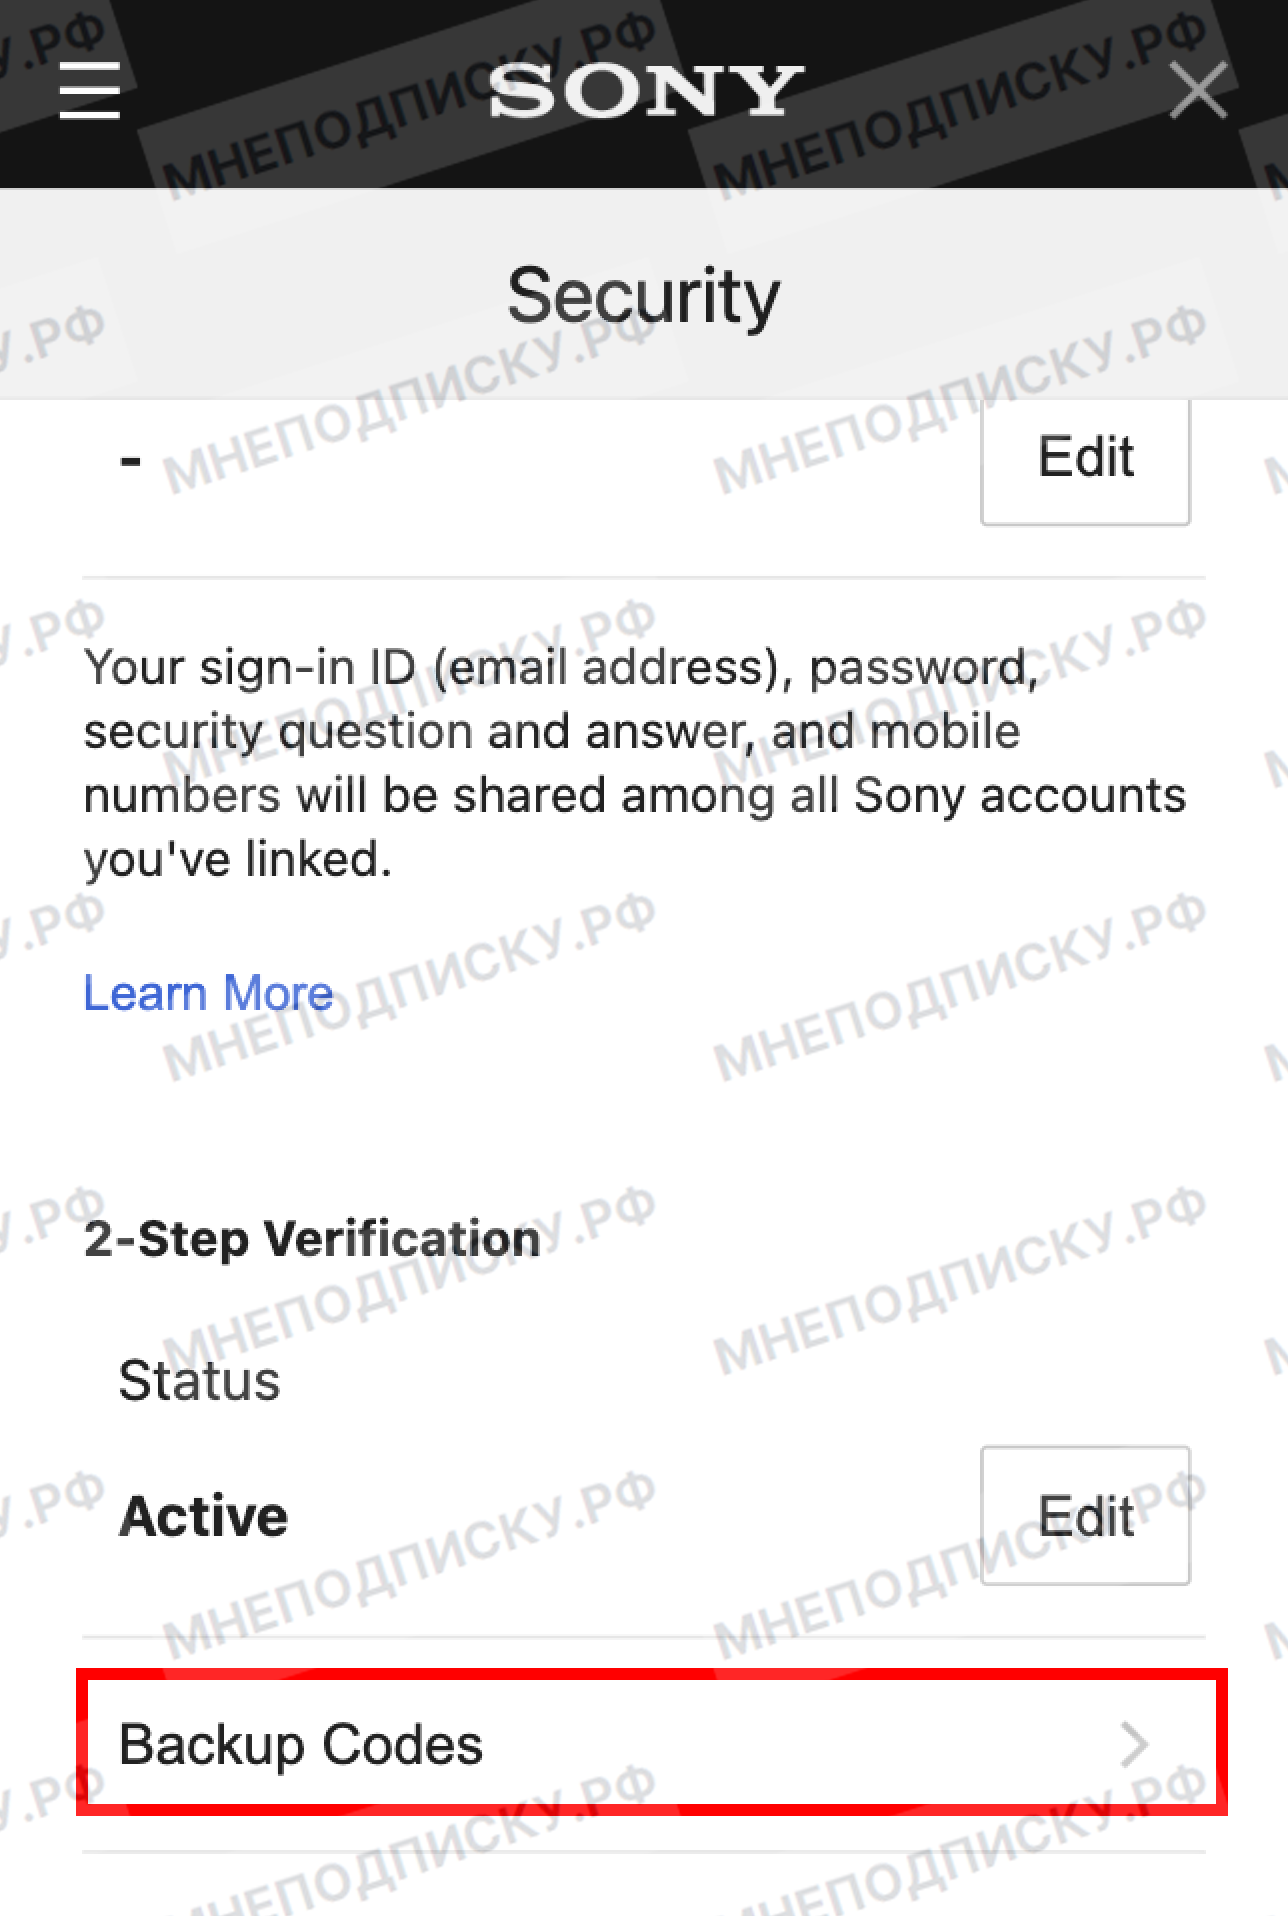 SONY
Security
-
Edit
Your sign-in ID (email address), password,
security question and answer, and mobile
numbers will be shared among all Sony accounts
you've linked.
Learn More
2-Step Verification
Status
Active
Edit
Backup Codes
МНЕПОДПИСКУ.РФ